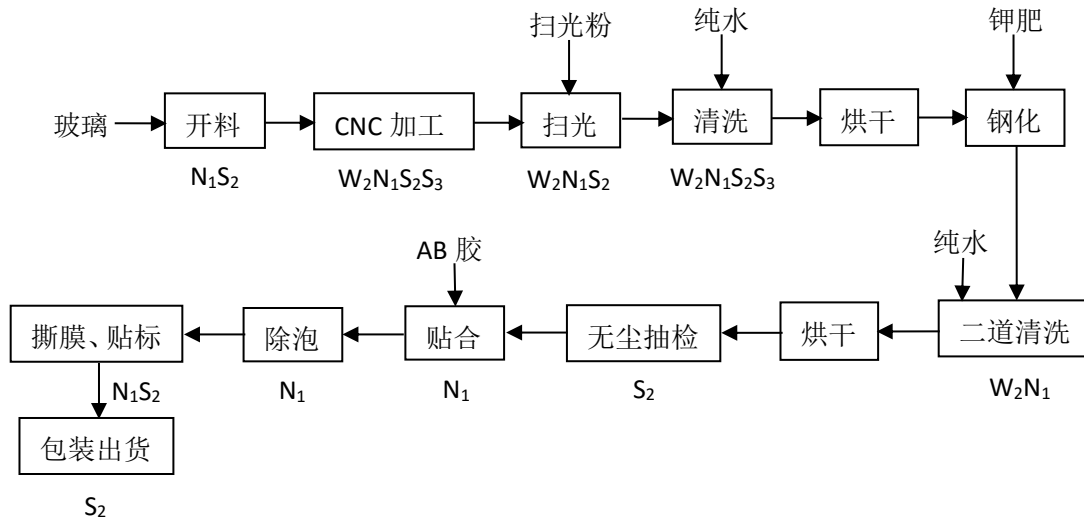 扫光粉 纯水 钾肥
玻璃 开料 CNC 加工 扫光 清洗 烘干 钢化
N₁S₂ W₂N₁S₂S₃ W₂N₁S₂ W₂N₁S₂S₃
AB 胶 纯水
撕膜、贴标 除泡 贴合 无尘抽检 烘干 二道清洗
N₁S₂ N₁ N₁ S₂ W₂N₁
包装出货
S₂